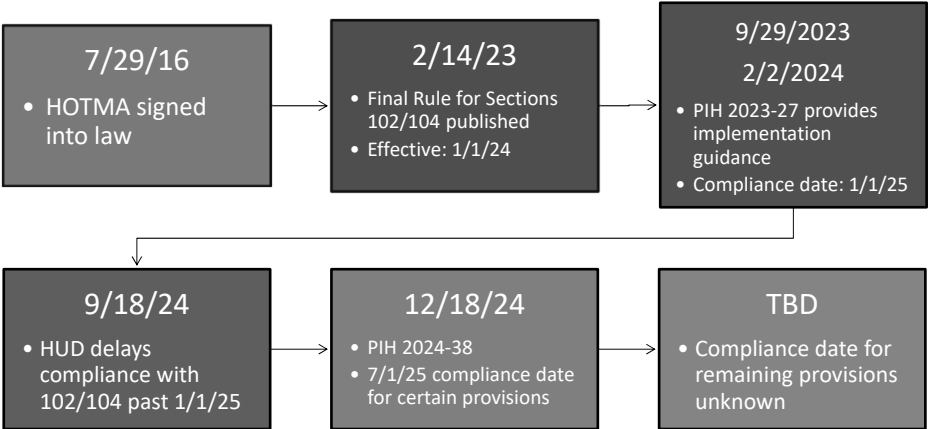 7/29/16
• HOTMA signed
into law
2/14/23
• Final Rule for Sections
102/104 published
• Effective: 1/1/24
9/29/2023
2/2/2024
• PIH 2023-27 provides
implementation
guidance
• Compliance date: 1/1/25
9/18/24
• HUD delays
compliance with
102/104 past 1/1/25
12/18/24
• PIH 2024-38
• 7/1/25 compliance date
for certain provisions
TBD
• Compliance date for
remaining provisions
unknown